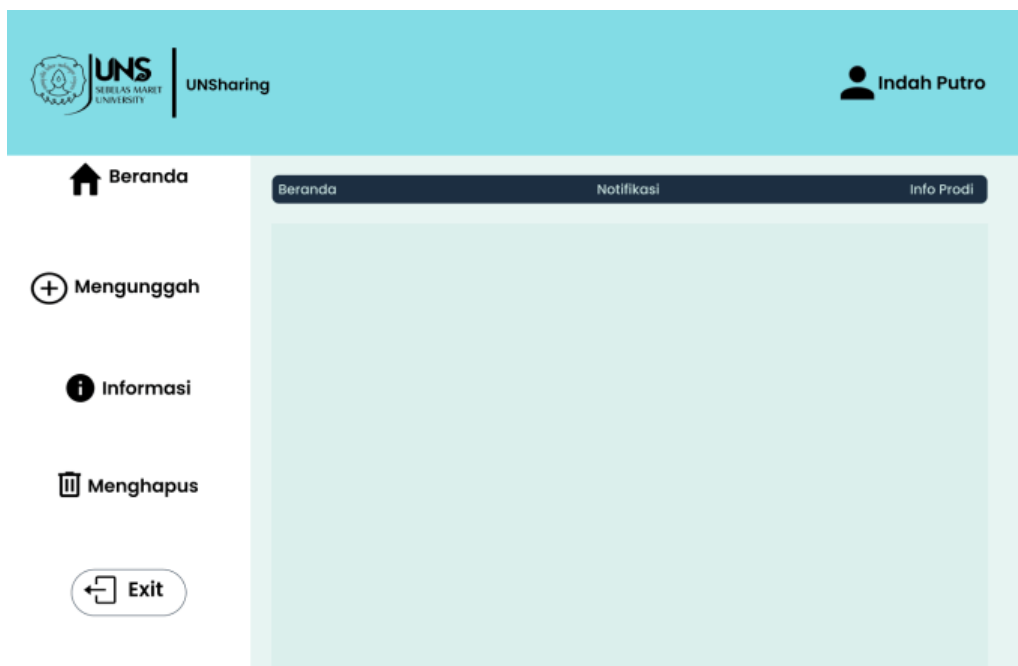 UNS
SEBELAS MARET
UNIVERSITY
UNSharing
Indah Putro
Beranda
Mengunggah
Informasi
Menghapus
Exit
Beranda Notifikasi Info Prodi